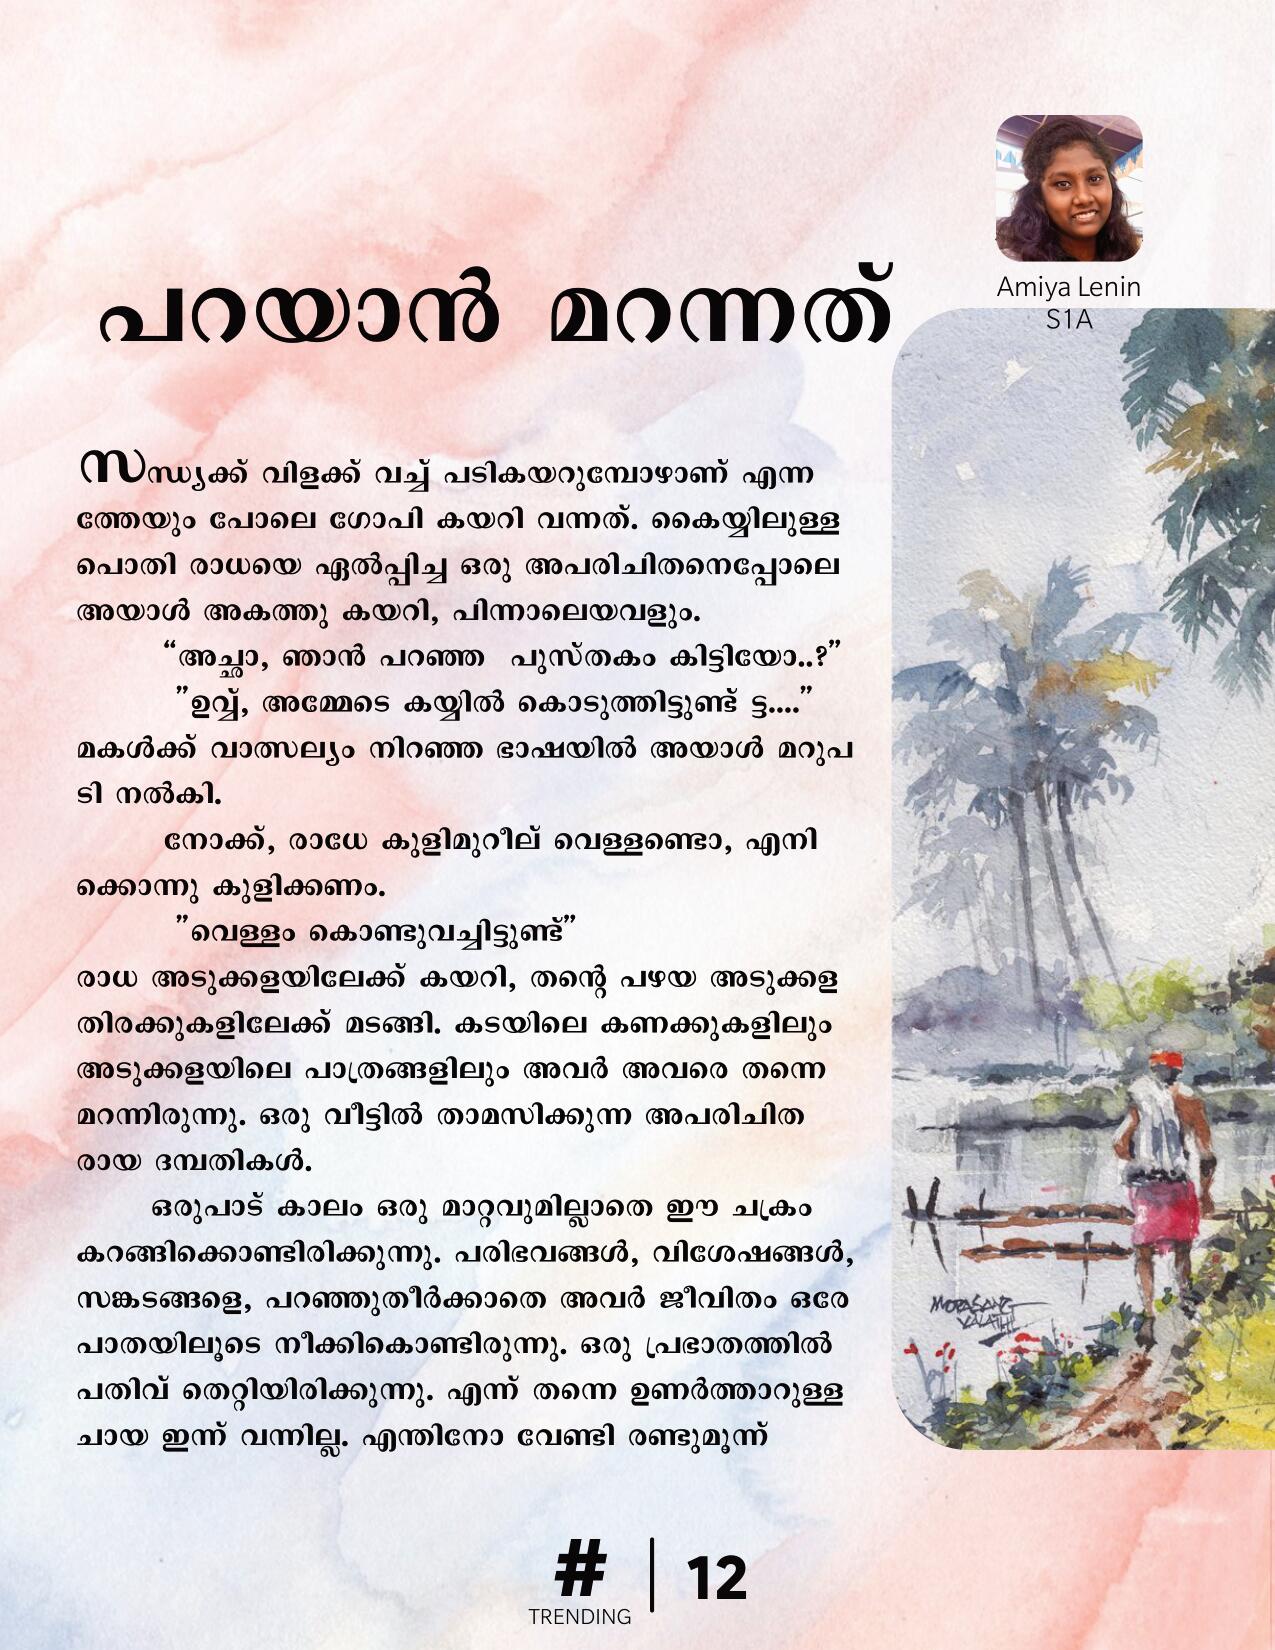 Amiya Lenin
S1A
പറയാൻ മറന്നത്
സന്ധ്യക്ക് വിളക്ക് വച്ച് പടികയറുമ്പോഴാണ് എന്ന
ത്തേയും പോലെ ഗോപി കയറി വന്നത്. കൈയ്യിലുള്ള
പൊതി രാധയെ ഏൽപ്പിച്ച ഒരു അപരിചിതനെപ്പോലെ
അയാൾ അകത്തു കയറി, പിന്നാലെയവളും.
“അച്ഛാ, ഞാൻ പറഞ്ഞ പുസ്തകം കിട്ടിയോ..?”
”ഉവ്വ്, അമ്മേടെ കയ്യിൽ കൊടുത്തിട്ടുണ്ട് ട്ട....”
മകൾക്ക് വാത്സല്യം നിറഞ്ഞ ഭാഷയിൽ അയാൾ മറുപ
ടി നൽകി.
നോക്ക്, രാധേ കുളിമുറീല് വെള്ളണ്ടൊ, എനി
ക്കൊന്നു കുളിക്കണം.
”വെള്ളം കൊണ്ടുവച്ചിട്ടുണ്ട്”
രാധ അടുക്കളയിലേക്ക് കയറി, തന്റെ പഴയ അടുക്കള
തിരക്കുകളിലേക്ക് മടങ്ങി. കടയിലെ കണക്കുകളിലും
അടുക്കളയിലെ പാത്രങ്ങളിലും അവർ അവരെ തന്നെ
മറന്നിരുന്നു. ഒരു വീട്ടിൽ താമസിക്കുന്ന അപരിചിത
രായ ദമ്പതികൾ.
ഒരുപാട് കാലം ഒരു മാറ്റവുമില്ലാതെ ഈ ചക്രം
കറങ്ങിക്കൊണ്ടിരിക്കുന്നു. പരിഭവങ്ങൾ, വിശേഷങ്ങൾ,
സങ്കടങ്ങളെ, പറഞ്ഞുതീർക്കാതെ അവർ ജീവിതം ഒരേ
പാതയിലൂടെ നീക്കികൊണ്ടിരുന്നു. ഒരു പ്രഭാതത്തിൽ
പതിവ് തെറ്റിയിരിക്കുന്നു. എന്ന് തന്നെ ഉണർത്താറുള്ള
ചായ ഇന്ന് വന്നില്ല. എന്തിനോ വേണ്ടി രണ്ടുമൂന്ന്
# | 12
TRENDING